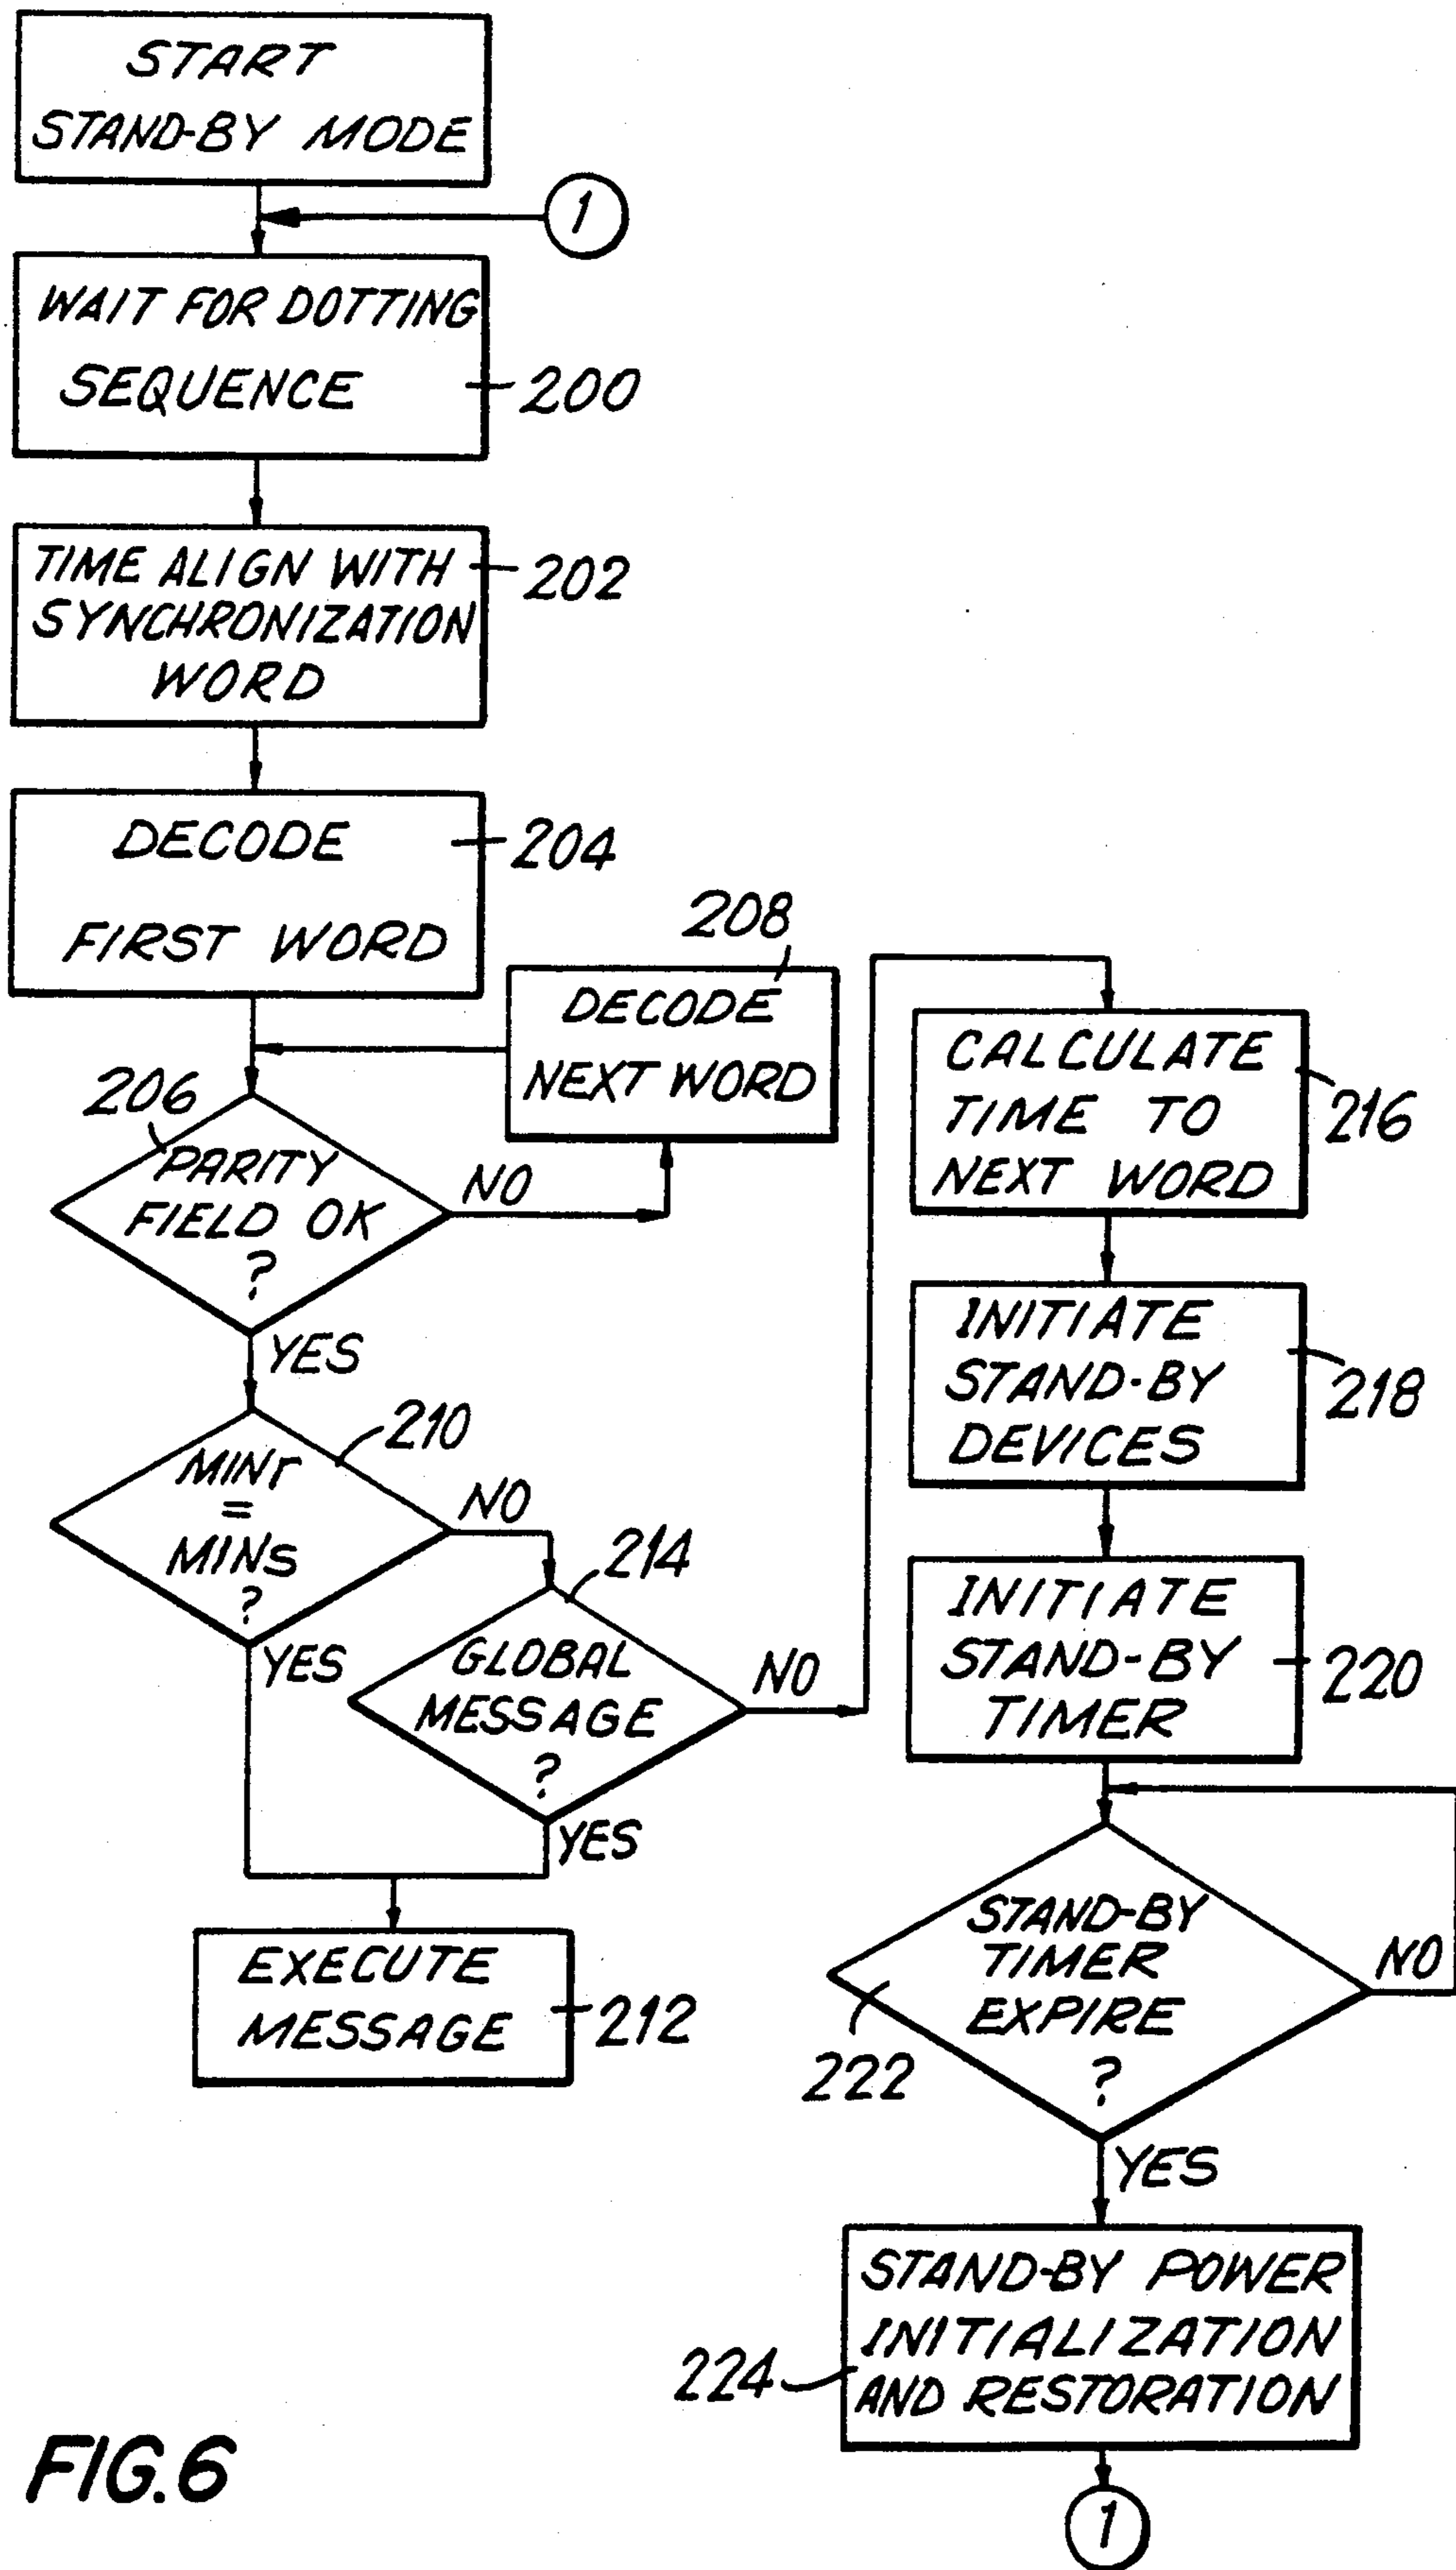 START
STAND-BY MODE
1
WAIT FOR DOTTING
SEQUENCE
200
TIME ALIGN WITH
SYNCHRONIZATION
WORD
202
DECODE
FIRST WORD
204
208
DECODE
NEXT WORD
206
PARITY
FIELD OK
?
NO
YES
210
MINr
=
MINs
?
NO
YES
214
GLOBAL
MESSAGE
?
NO
YES
EXECUTE
MESSAGE
212
CALCULATE
TIME TO
NEXT WORD
216
INITIATE
STAND-BY
DEVICES
218
INITIATE
STAND-BY
TIMER
220
STAND-BY
TIMER
EXPIRE
?
222
NO
YES
STAND-BY POWER
INITIALIZATION
AND RESTORATION
224
1
FIG.6